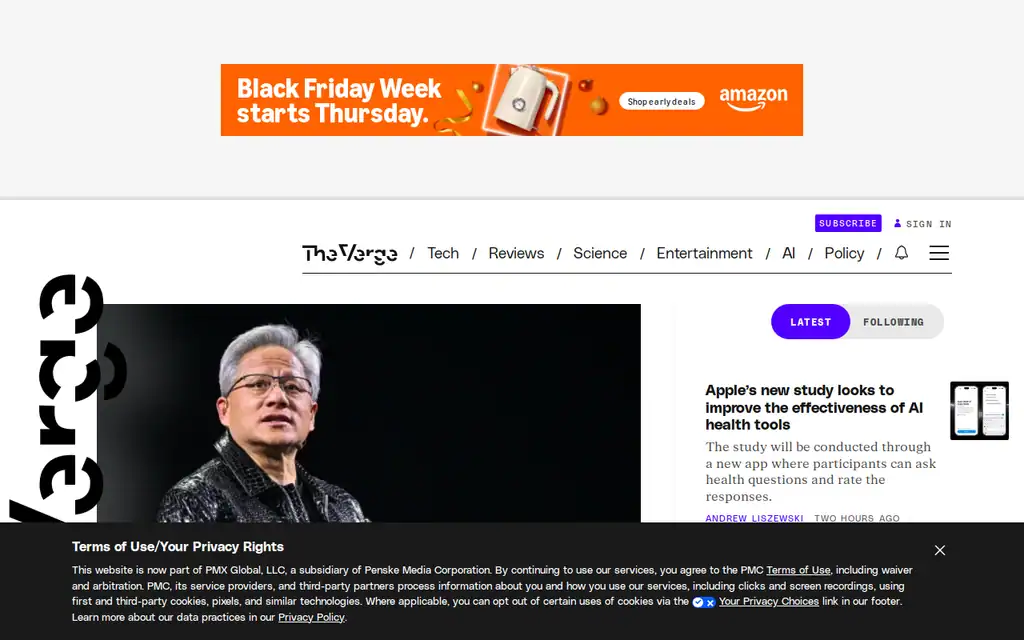 Black Friday Week
starts Thursday.
Shop early deals
amazon
SUBSCRIBE
SIGN IN
The Verge / Tech / Reviews / Science / Entertainment / AI / Policy /
Verge
LATEST
FOLLOWING
Apple’s new study looks to
improve the effectiveness of AI
health tools
The study will be conducted through
a new app where participants can ask
health questions and rate the
responses.
ANDREW LISZEWSKI TWO HOURS AGO
Terms of Use/Your Privacy Rights
This website is now part of PMX Global, LLC, a subsidiary of Penske Media Corporation. By continuing to use our services, you agree to the PMC Terms of Use, including waiver
and arbitration. PMC, its service providers, and third-party partners process information about you and how you use our services, including clicks and screen recordings, using
first and third-party cookies, pixels, and similar technologies. Where applicable, you can opt out of certain uses of cookies via the Your Privacy Choices link in our footer.
Learn more about our data practices in our Privacy Policy.